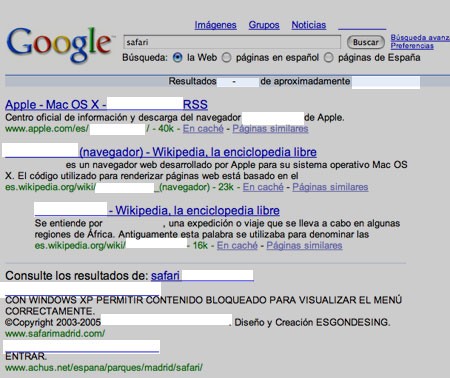 Imágenes Grupos Noticias
Google™
safari Buscar Búsqueda avanz
Preferencias
Búsqueda: la Web páginas en español páginas de España
Resultados - de aproximadamente
Apple - Mac OS X - RSS
Centro oficial de información y descarga del navegador de Apple.
www.apple.com/es/ / - 40k - En caché - Páginas similares
(navegador) - Wikipedia, la enciclopedia libre
es un navegador web desarrollado por Apple para su sistema operativo Mac OS
X. El código utilizado para renderizar páginas web está basado en el
es.wikipedia.org/wiki/ _(navegador) - 23k - En caché - Páginas similares
- Wikipedia, la enciclopedia libre
Se entiende por , una expedición o viaje que se lleva a cabo en algunas
regiones de África. Antiguamente esta palabra se utilizaba para denominar las
es.wikipedia.org/wiki/ - 16k - En caché - Páginas similares
Consulte los resultados de: safari
CON WINDOWS XP PERMITIR CONTENIDO BLOQUEADO PARA VISUALIZAR EL MENÚ
CORRECTAMENTE.
©Copyright 2003-2005 . Diseño y Creación ESGONDESING.
www.safarimadrid.com/
ENTRAR.
www.achus.net/espana/parques/madrid/safari/